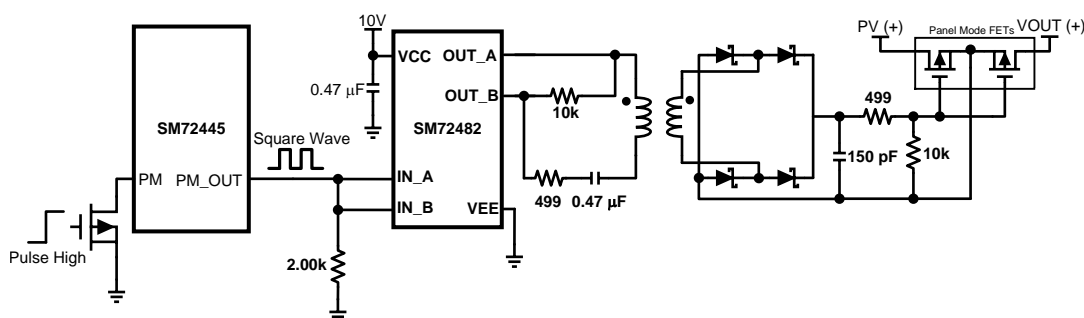 10V
PV (+)
VOUT (+)
Panel Mode FETs
VCC
OUT_A
0.47 µF
OUT_B
10k
SM72445
SM72482
Square Wave
499
150 pF
10k
PM
PM_OUT
IN_A
IN_B
499
0.47 µF
VEE
Pulse High
2.00k